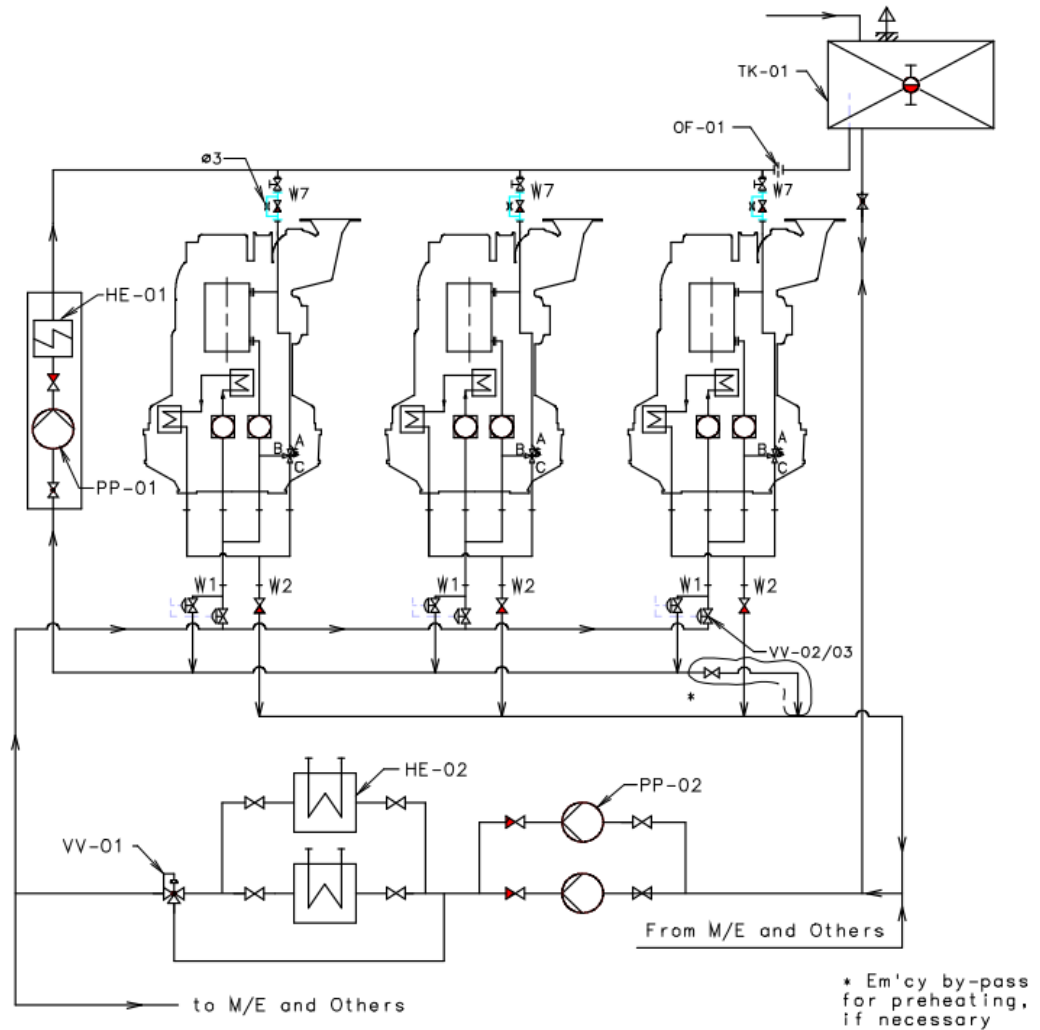 TK-01
OF-01
ø3
W7
W7
W7
HE-01
PP-01
A
B
C
A
B
C
A
B
C
W1
W2
W1
W2
W1
W2
VV-02/03
*
HE-02
PP-02
VV-01
From M/E and Others
to M/E and Others
* Em'cy by-pass
for preheating,
if necessary